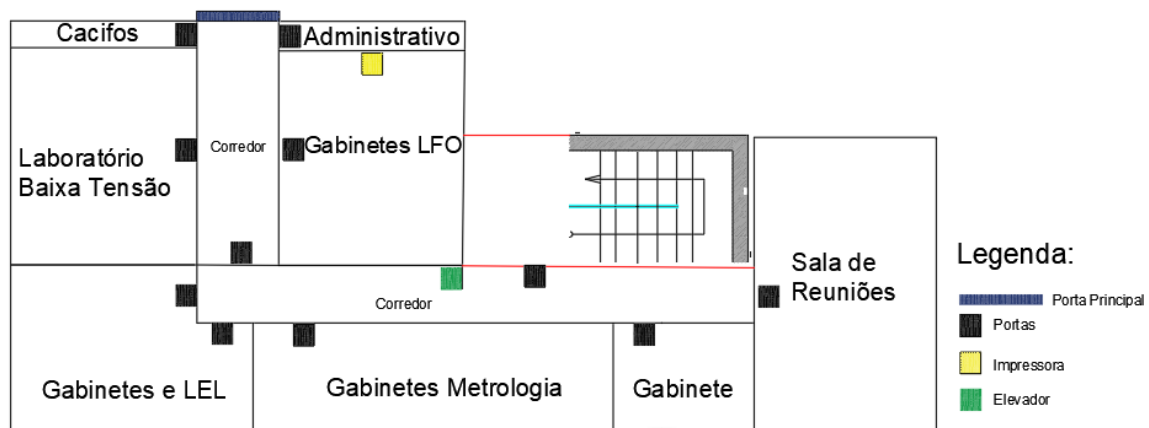 Cacifos
Administrativo
Laboratório
Baixa Tensão
Corredor
Gabinetes LFO
Corredor
Sala de
Reuniões
Gabinetes e LEL
Gabinetes Metrologia
Gabinete
Legenda:
Porta Principal
Portas
Impressora
Elevador